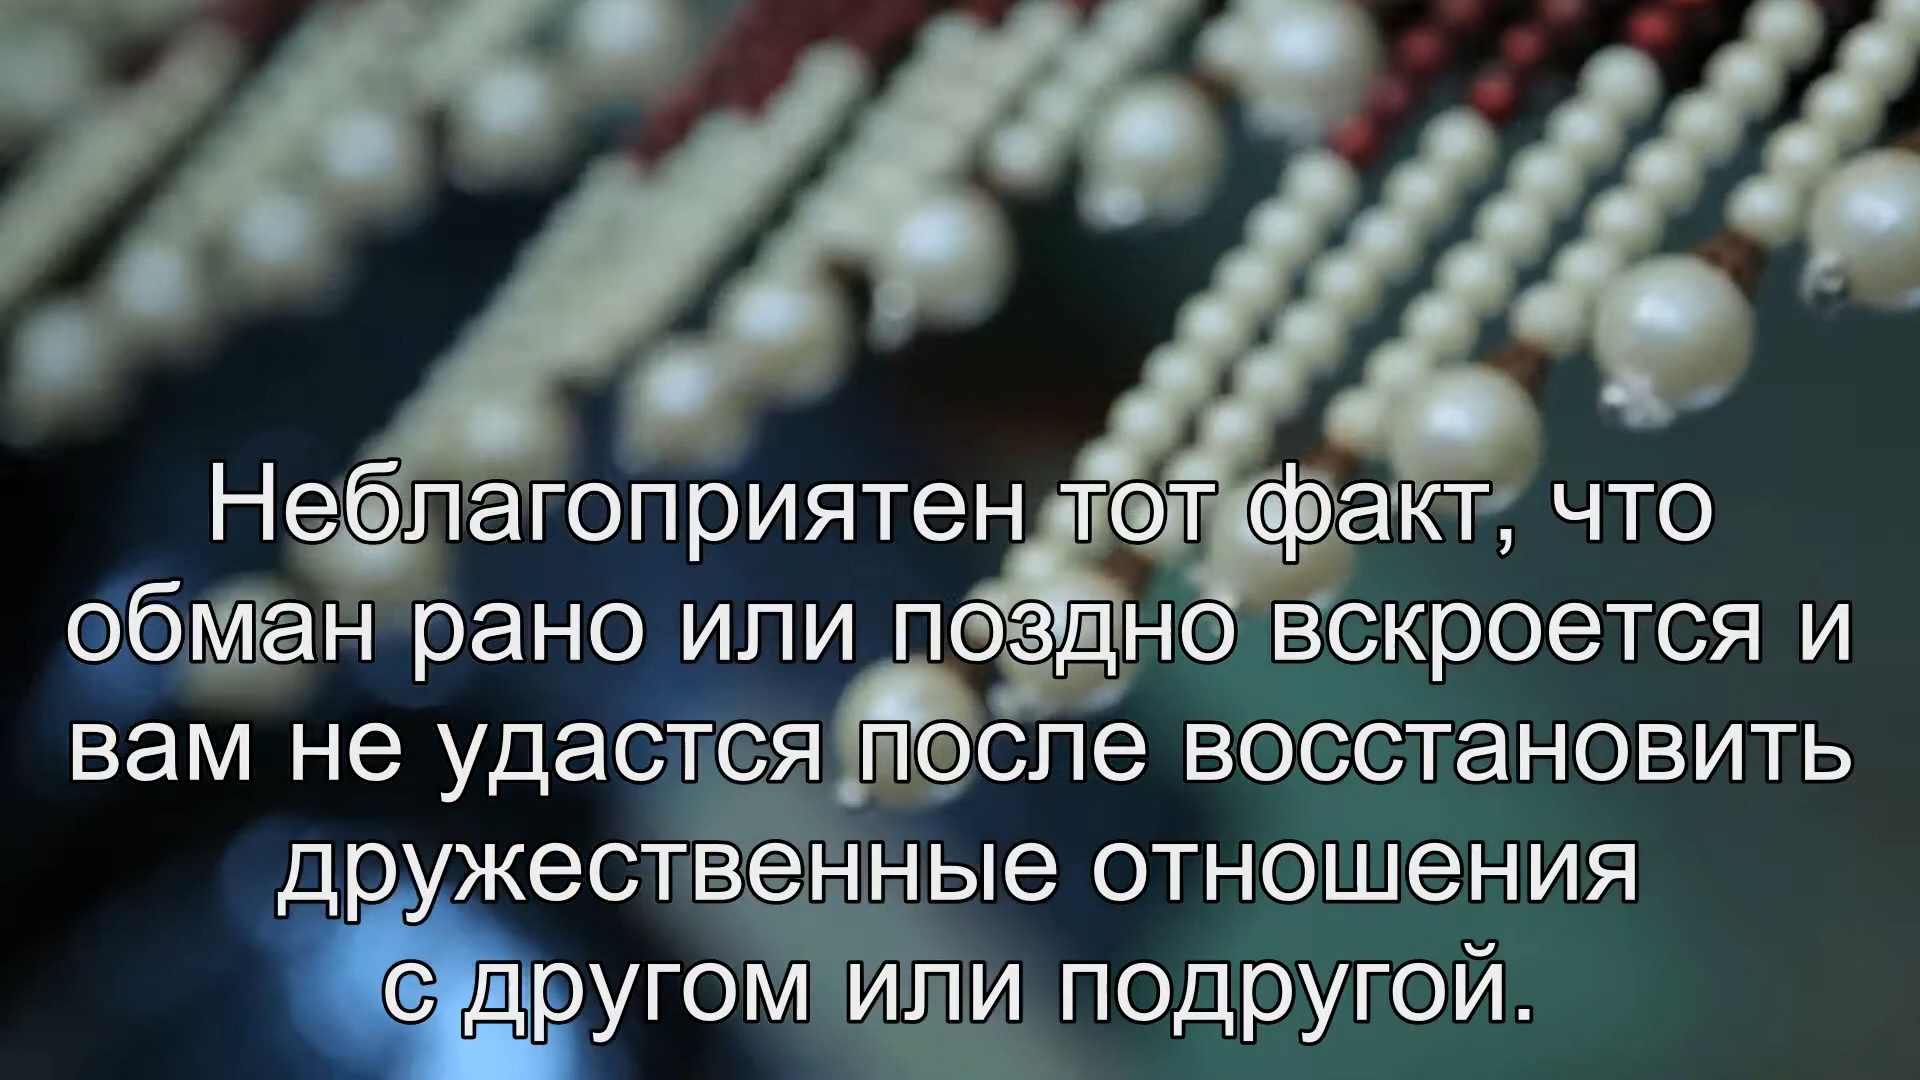 Неблагоприятен тот факт, что
обман рано или поздно вскроется и
вам не удастся после восстановить
дружественные отношения
с другом или подругой.